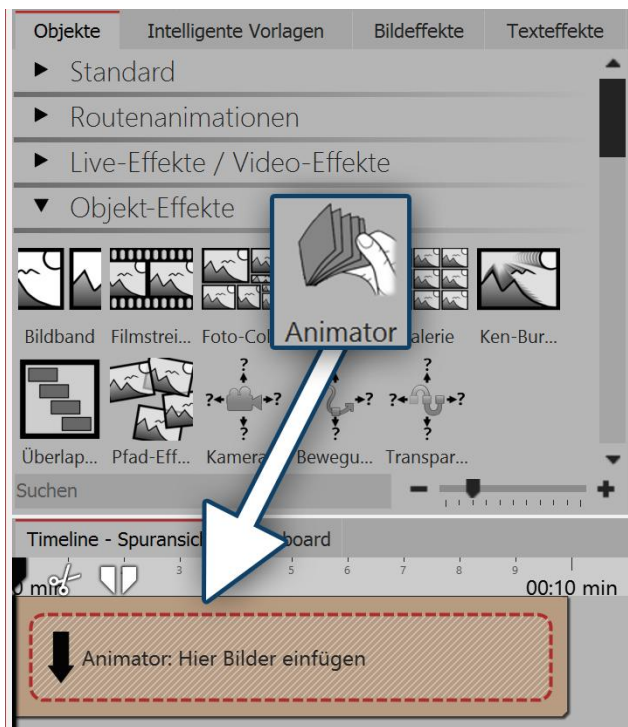 Objekte Intelligente Vorlagen Bildeffekte Texteffekte
Standard
Routenanimationen
Live-Effekte / Video-Effekte
Objekt-Effekte
Animator
Bildband Filmstrei... Foto-Col alerie Ken-Bur...
? ? ?
? ? ? ?
? ? ?
Überlap... Pfad-Eff... Kamera Bewegu... Transpar...
Suchen
Timeline - Spuransic board
3 5 6 7 8 9
0 min 00:10 min
Animator: Hier Bilder einfügen